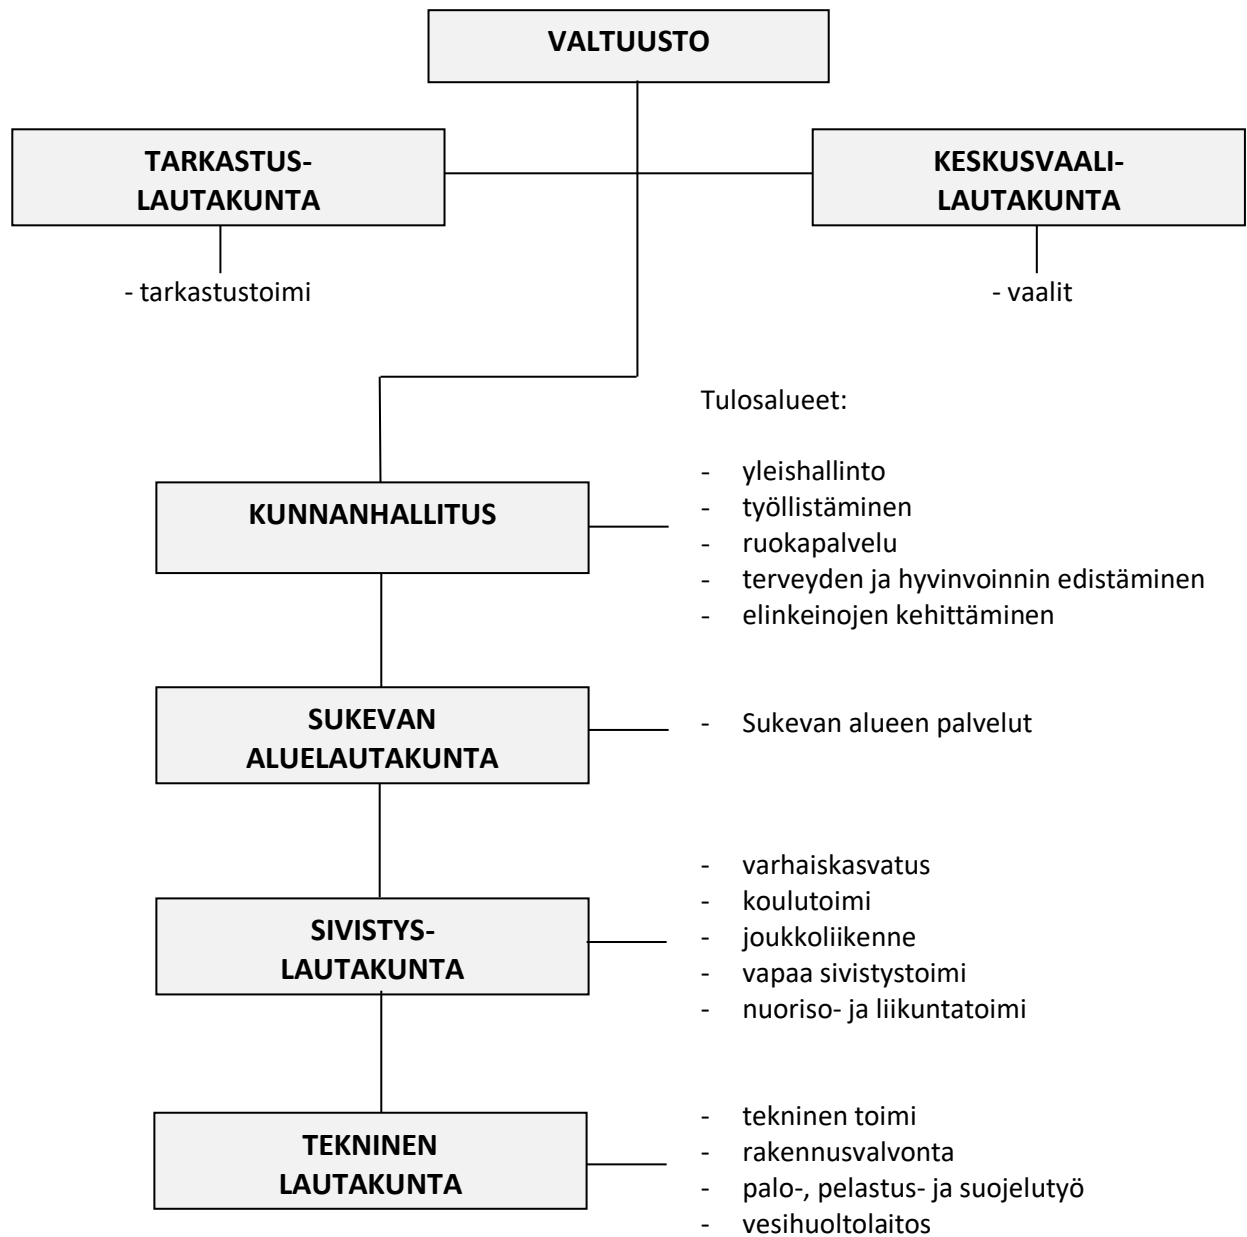 VALTUUSTO
TARKASTUS-
LAUTAKUNTA
KESKUSVAALI-
LAUTAKUNTA
- tarkastustoimi
- vaalit
Tulosalueet:
KUNNANHALLITUS
- yleishallinto
- työllistäminen
- ruokapalvelu
- terveyden ja hyvinvoinnin edistäminen
- elinkeinojen kehittäminen
SUKEVAN
ALUELAUTAKUNTA
- Sukevan alueen palvelut
SIVISTYS-
LAUTAKUNTA
- varhaiskasvatus
- koulutoimi
- joukkoliikenne
- vapaa sivistystoimi
- nuoriso- ja liikuntatoimi
TEKNINEN
LAUTAKUNTA
- tekninen toimi
- rakennusvalvonta
- palo-, pelastus- ja suojelutyö
- vesihuoltolaitos